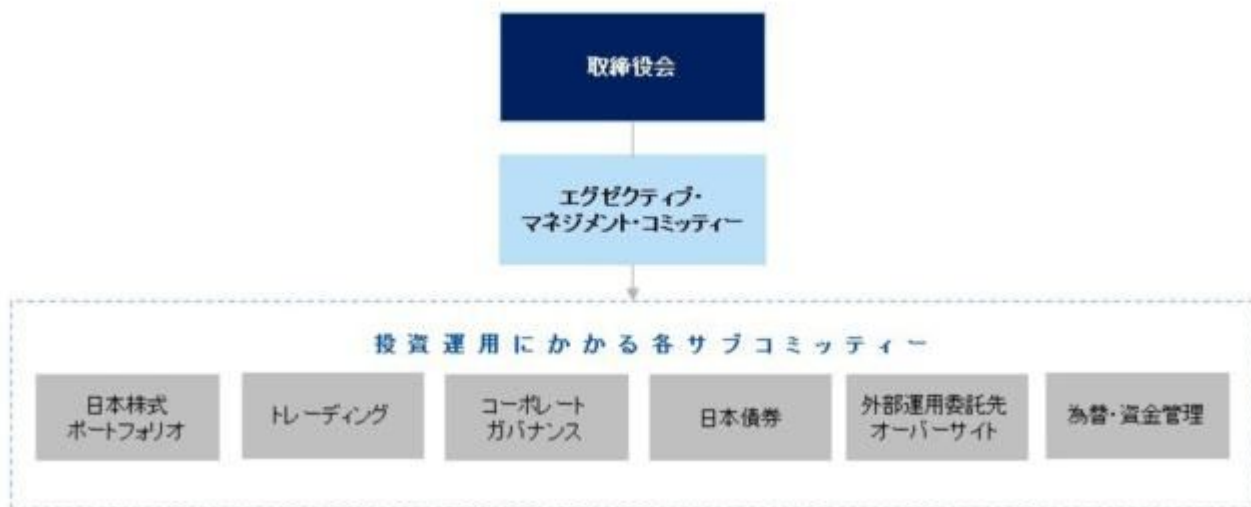 取締役会
エグゼクティブ・
マネジメント・コミッティー
投資運用にかかる各サブコミッティー
日本株式
ポートフォリオ
トレーディング
コーポレート
ガバナンス
日本債券
外部運用委託先
オーバーサイト
為替・資金管理